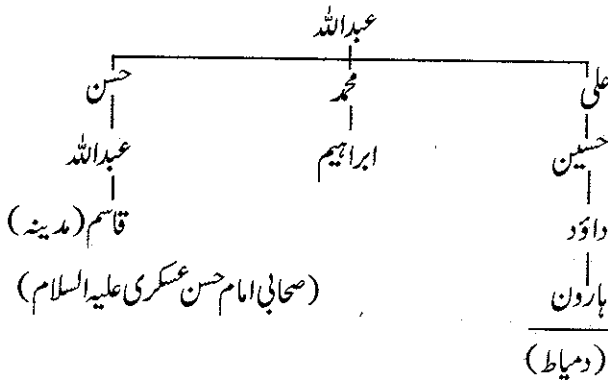 عبداللہ
علی محمد حسن
حسین ابراہیم عبداللہ
داؤد قاسم (مدینہ)
ہارون (صحابی امام حسن عسکری علیہ السلام)
(دمیاط)